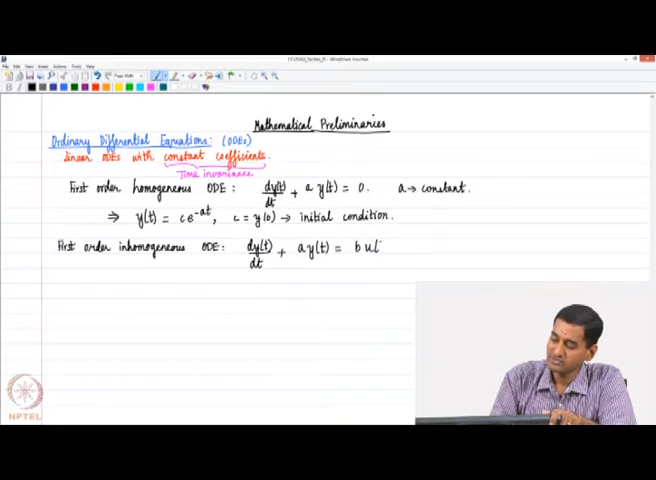 Mathematical Preliminaries
Ordinary Differential Equations: (ODEs)
Linear ODEs with constant coefficients.
Time invariance
First order homogeneous ODE: dy(t)/dt + a y(t) = 0. a → constant.
⇒ y(t) = c e^-at, c = y(0) → initial condition.
First order inhomogeneous ODE: dy(t)/dt + a y(t) = b u(
NPTEL